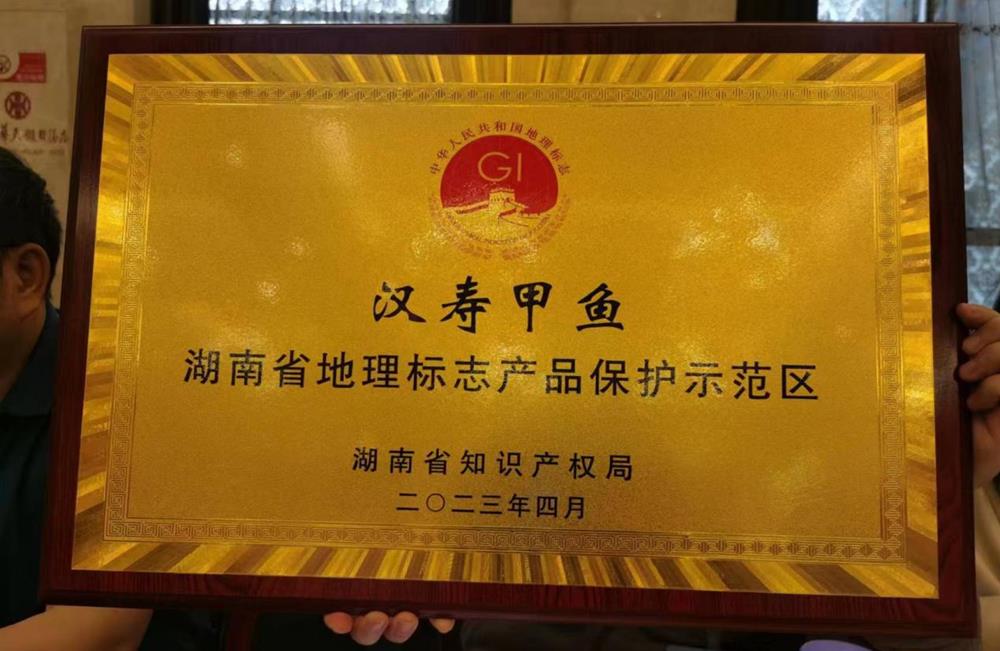 中华人民共和国地理标志
GI
汉寿甲鱼
湖南省地理标志产品保护示范区
湖南省知识产权局
二〇二三年四月